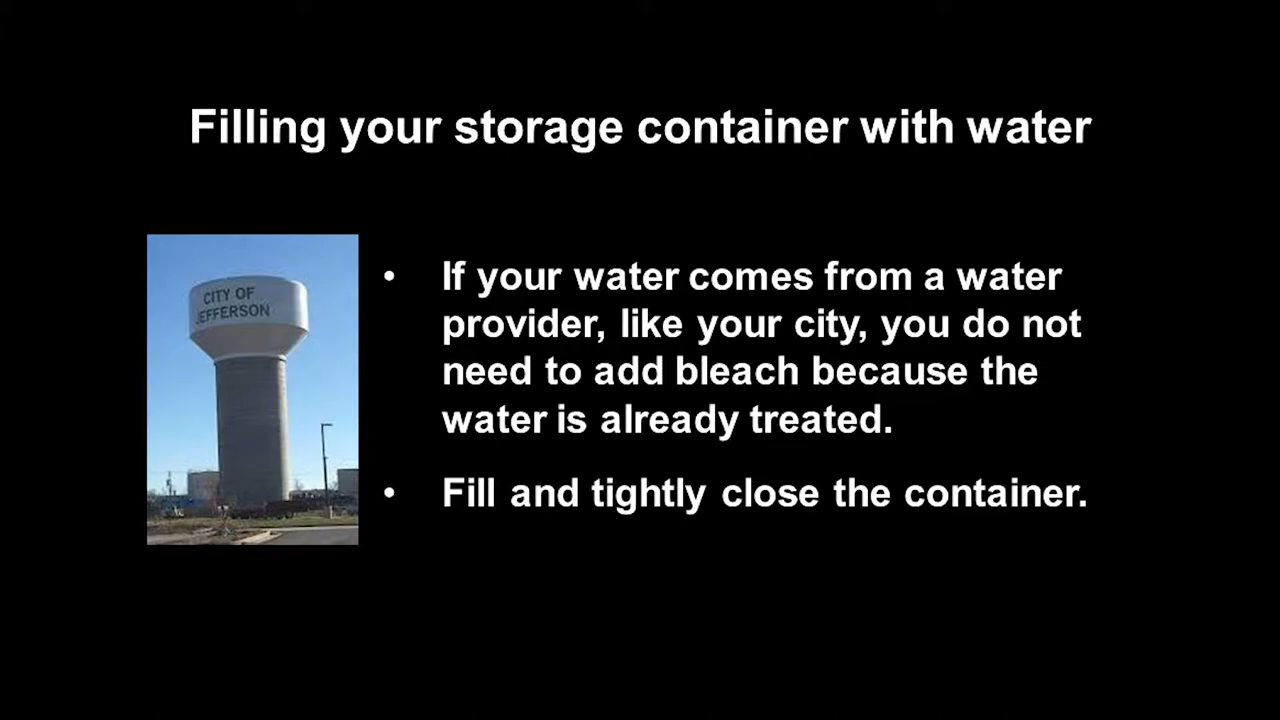 Filling your storage container with water
CITY OF
JEFFERSON
• If your water comes from a water
provider, like your city, you do not
need to add bleach because the
water is already treated.
• Fill and tightly close the container.